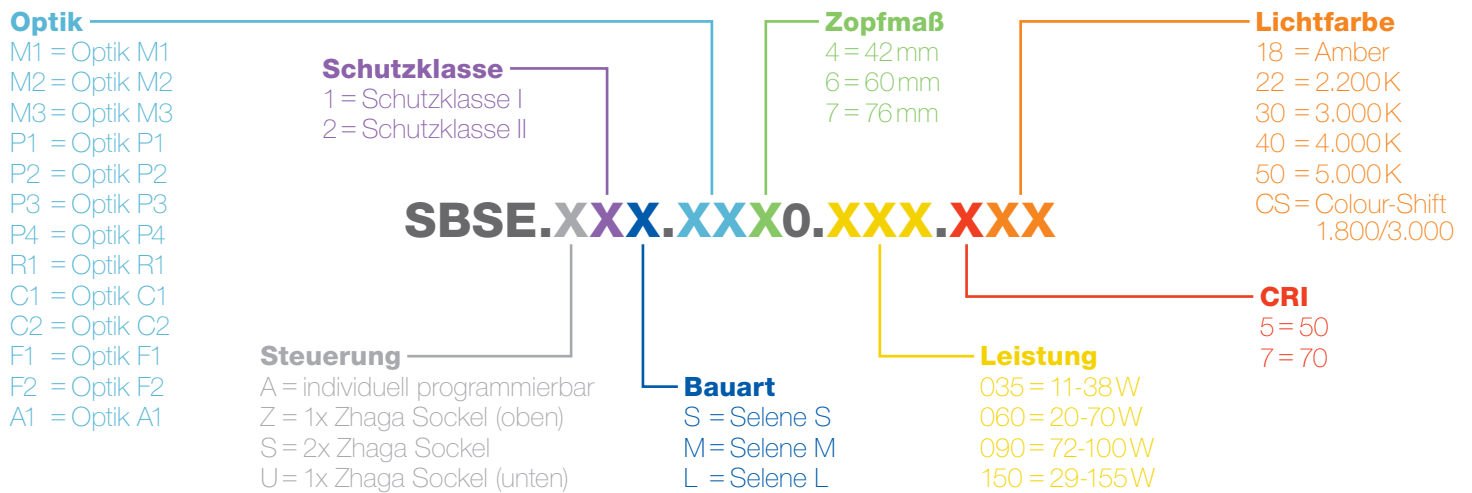 Optik
M1 = Optik M1
M2 = Optik M2
M3 = Optik M3
P1 = Optik P1
P2 = Optik P2
P3 = Optik P3
P4 = Optik P4
R1 = Optik R1
C1 = Optik C1
C2 = Optik C2
F1 = Optik F1
F2 = Optik F2
A1 = Optik A1
Schutzklasse
1 = Schutzklasse I
2 = Schutzklasse II
Zopfmaß
4 = 42 mm
6 = 60 mm
7 = 76 mm
Lichtfarbe
18 = Amber
22 = 2.200 K
30 = 3.000 K
40 = 4.000 K
50 = 5.000 K
CS = Colour-Shift
1.800/3.000
SBSE.XXX.XXX0.XXX.XXX
Steuerung
A = individuell programmierbar
Z = 1x Zhaga Sockel (oben)
S = 2x Zhaga Sockel
U = 1x Zhaga Sockel (unten)
Bauart
S = Selene S
M = Selene M
L = Selene L
Leistung
035 = 11-38 W
060 = 20-70 W
090 = 72-100 W
150 = 29-155 W
CRI
5 = 50
7 = 70